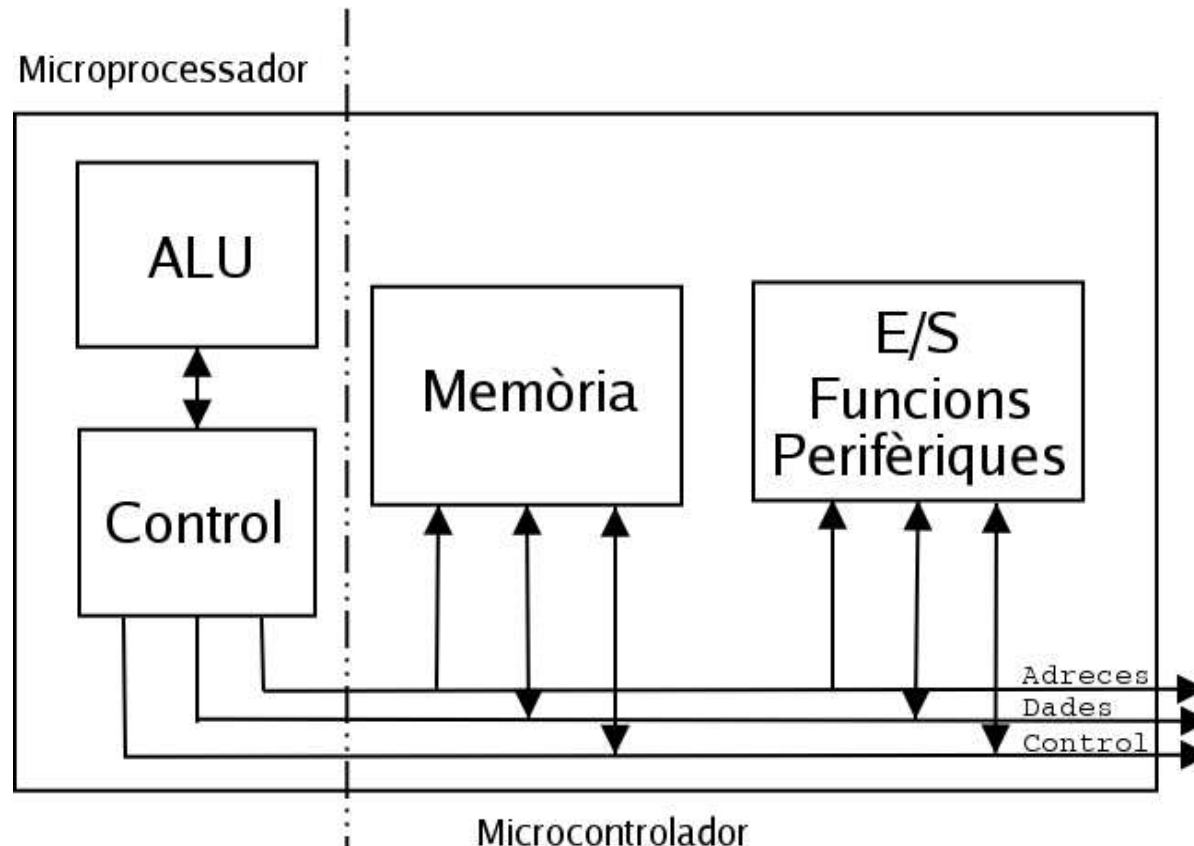 Microprocessador
ALU
Control
Memòria
E/S
Funcions
Perifèriques
Adreces
Dades
Control
Microcontrolador